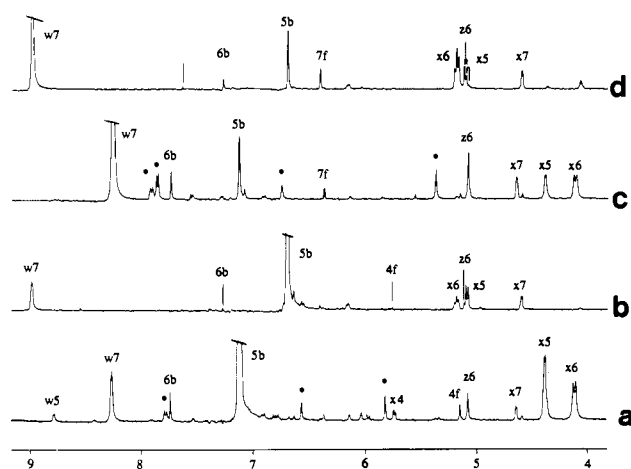 w7 6b 5b 7f x6 z6 x5 x7 d
w7 6b 5b 7f z6 x7 x5 x6 c
w7 6b 5b 4f x6 z6 x5 x7 b
w5 w7 6b 5b x4 4f z6 x7 x5 x6 a
9 8 7 6 5 4